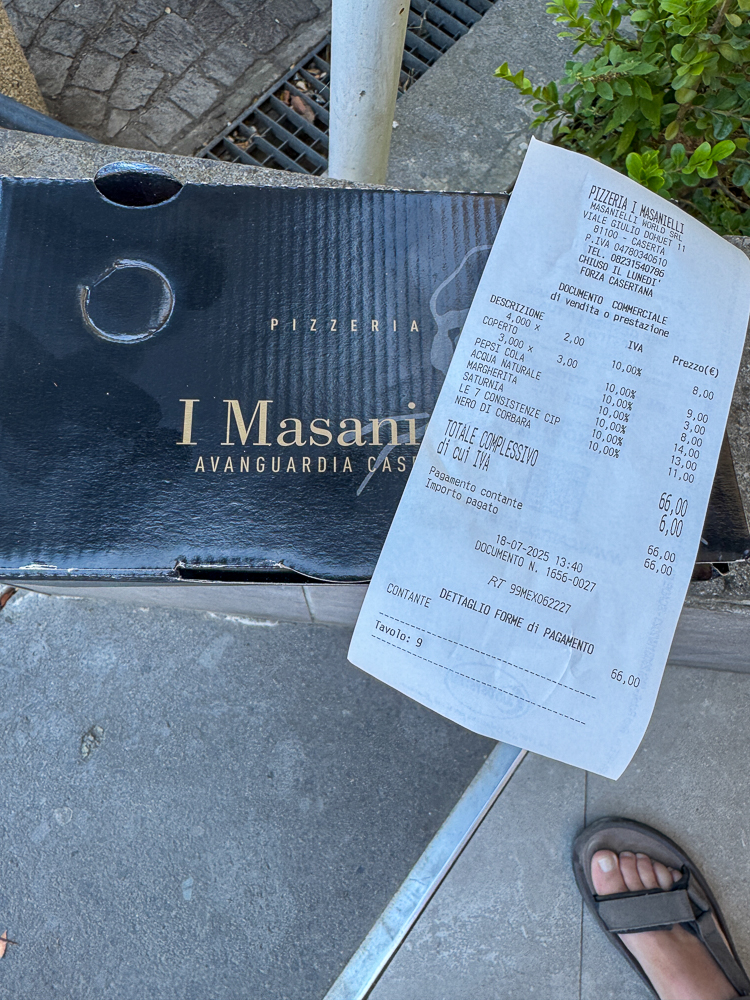 PIZZERIA
I Masani
AVANGUARDIA CAS
PIZZERIA I MASANIELLI
MASANIELLI WORLD SRL
VIALE GIULIO DOHUET 11
81100 - CASERTA
P.IVA 04780340610
TEL. 08231540786
CHIUSO IL LUNEDI'
FORZA CASERTANA
DOCUMENTO COMMERCIALE
di vendita o prestazione
DESCRIZIONE IVA Prezzo(€)
4,000 x 2,00
COPERTO 10,00% 8,00
3,000 x 3,00
PEPSI COLA 10,00% 9,00
ACQUA NATURALE 10,00% 3,00
MARGHERITA 10,00% 8,00
SATURNIA 10,00% 14,00
LE 7 CONSISTENZE CIP 10,00% 13,00
NERO DI CORBARA 10,00% 11,00
TOTALE COMPLESSIVO 66,00
di cui IVA 6,00
Pagamento contante 66,00
Importo pagato 66,00
18-07-2025 13:40
DOCUMENTO N. 1656-0027
RT 99MEX062227
DETTAGLIO FORME di PAGAMENTO
CONTANTE 66,00
Tavolo: 9